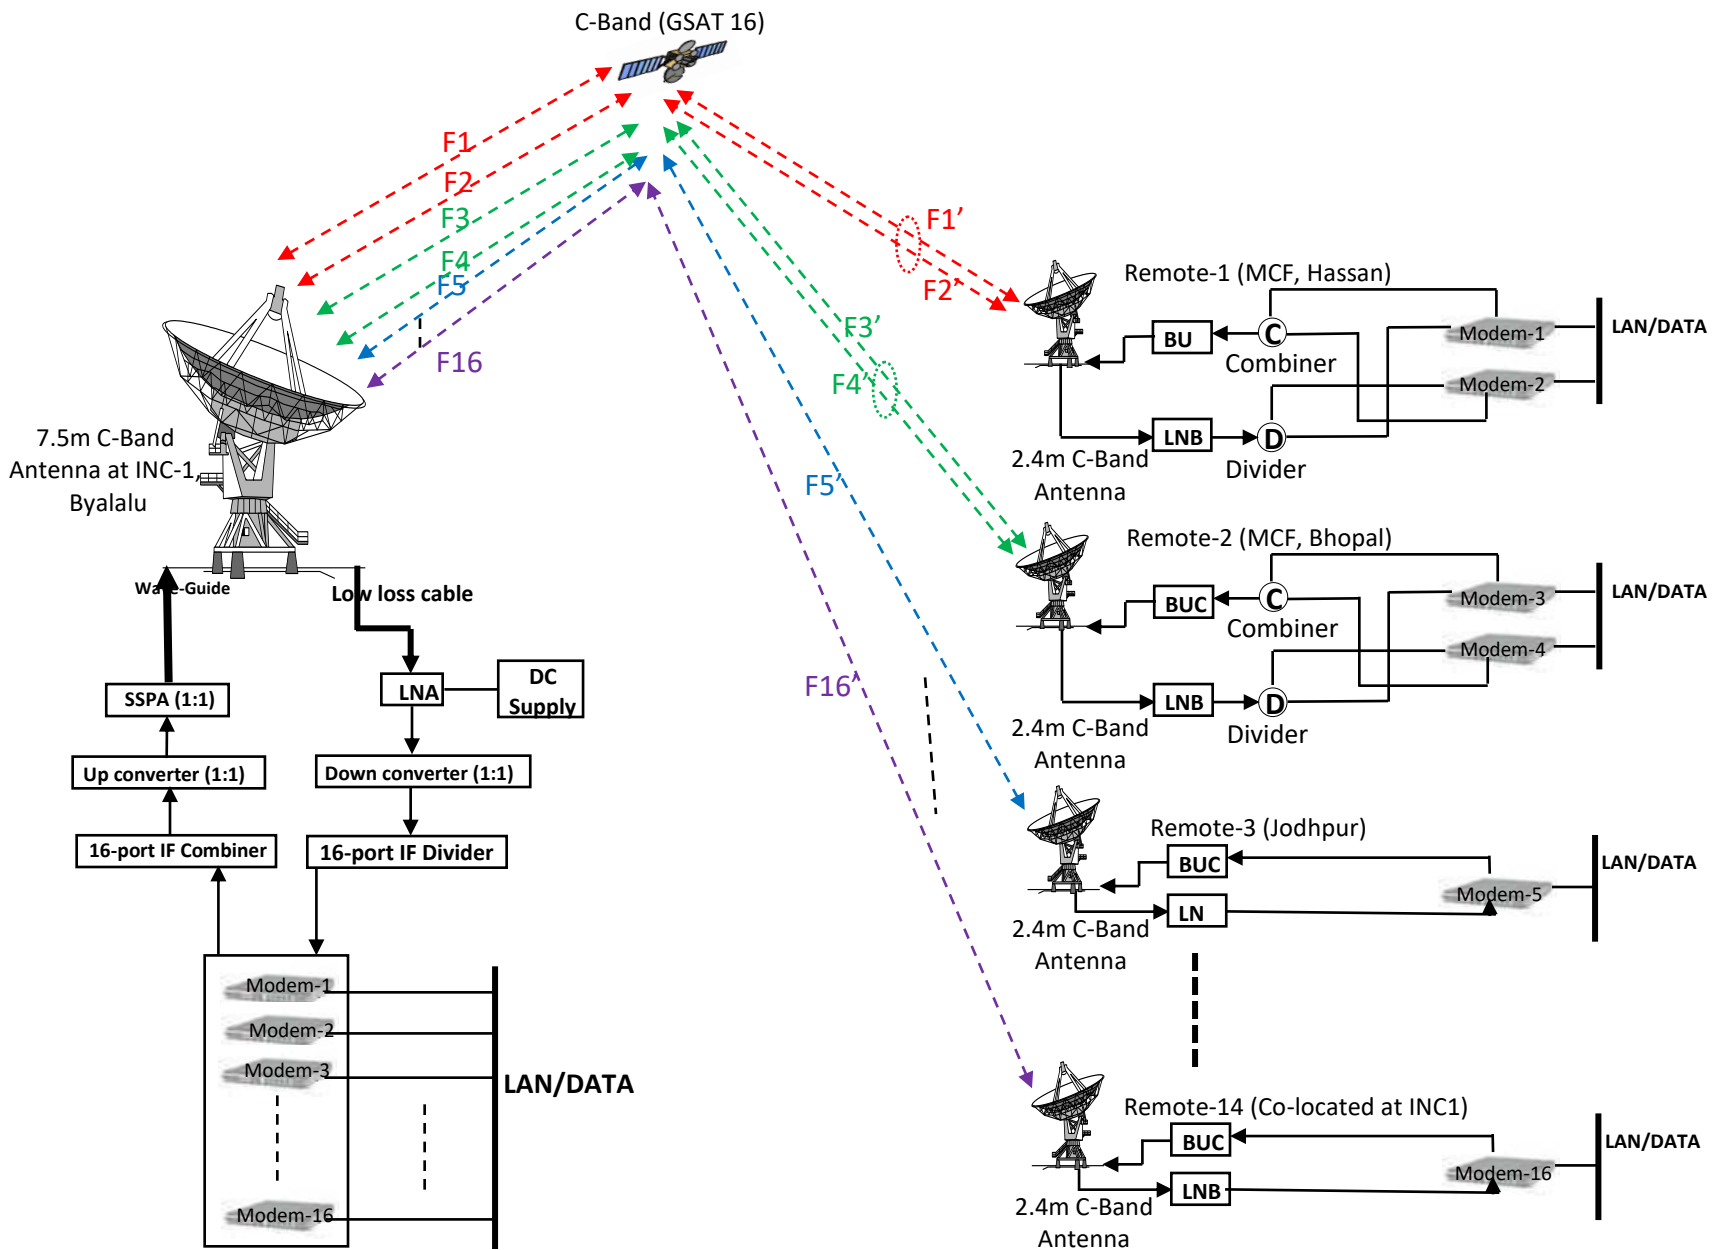 C-Band (GSAT 16)
F1
F2
F3
F4
F5
F16
F1’
F2’
F3’
F4’
F5’
F16’
7.5m C-Band
Antenna at INC-1,
Byalalu
Wave-Guide
Low loss cable
SSPA (1:1)
LNA
DC
Supply
Up converter (1:1)
Down converter (1:1)
16-port IF Combiner
16-port IF Divider
Modem-1
Modem-2
Modem-3
Modem-16
LAN/DATA
Remote-1 (MCF, Hassan)
BU
C
Combiner
Modem-1
Modem-2
LAN/DATA
LNB
D
Divider
2.4m C-Band
Antenna
Remote-2 (MCF, Bhopal)
BUC
C
Combiner
Modem-3
Modem-4
LAN/DATA
LNB
D
Divider
2.4m C-Band
Antenna
Remote-3 (Jodhpur)
BUC
LN
Modem-5
LAN/DATA
2.4m C-Band
Antenna
Remote-14 (Co-located at INC1)
BUC
LNB
Modem-16
LAN/DATA
2.4m C-Band
Antenna